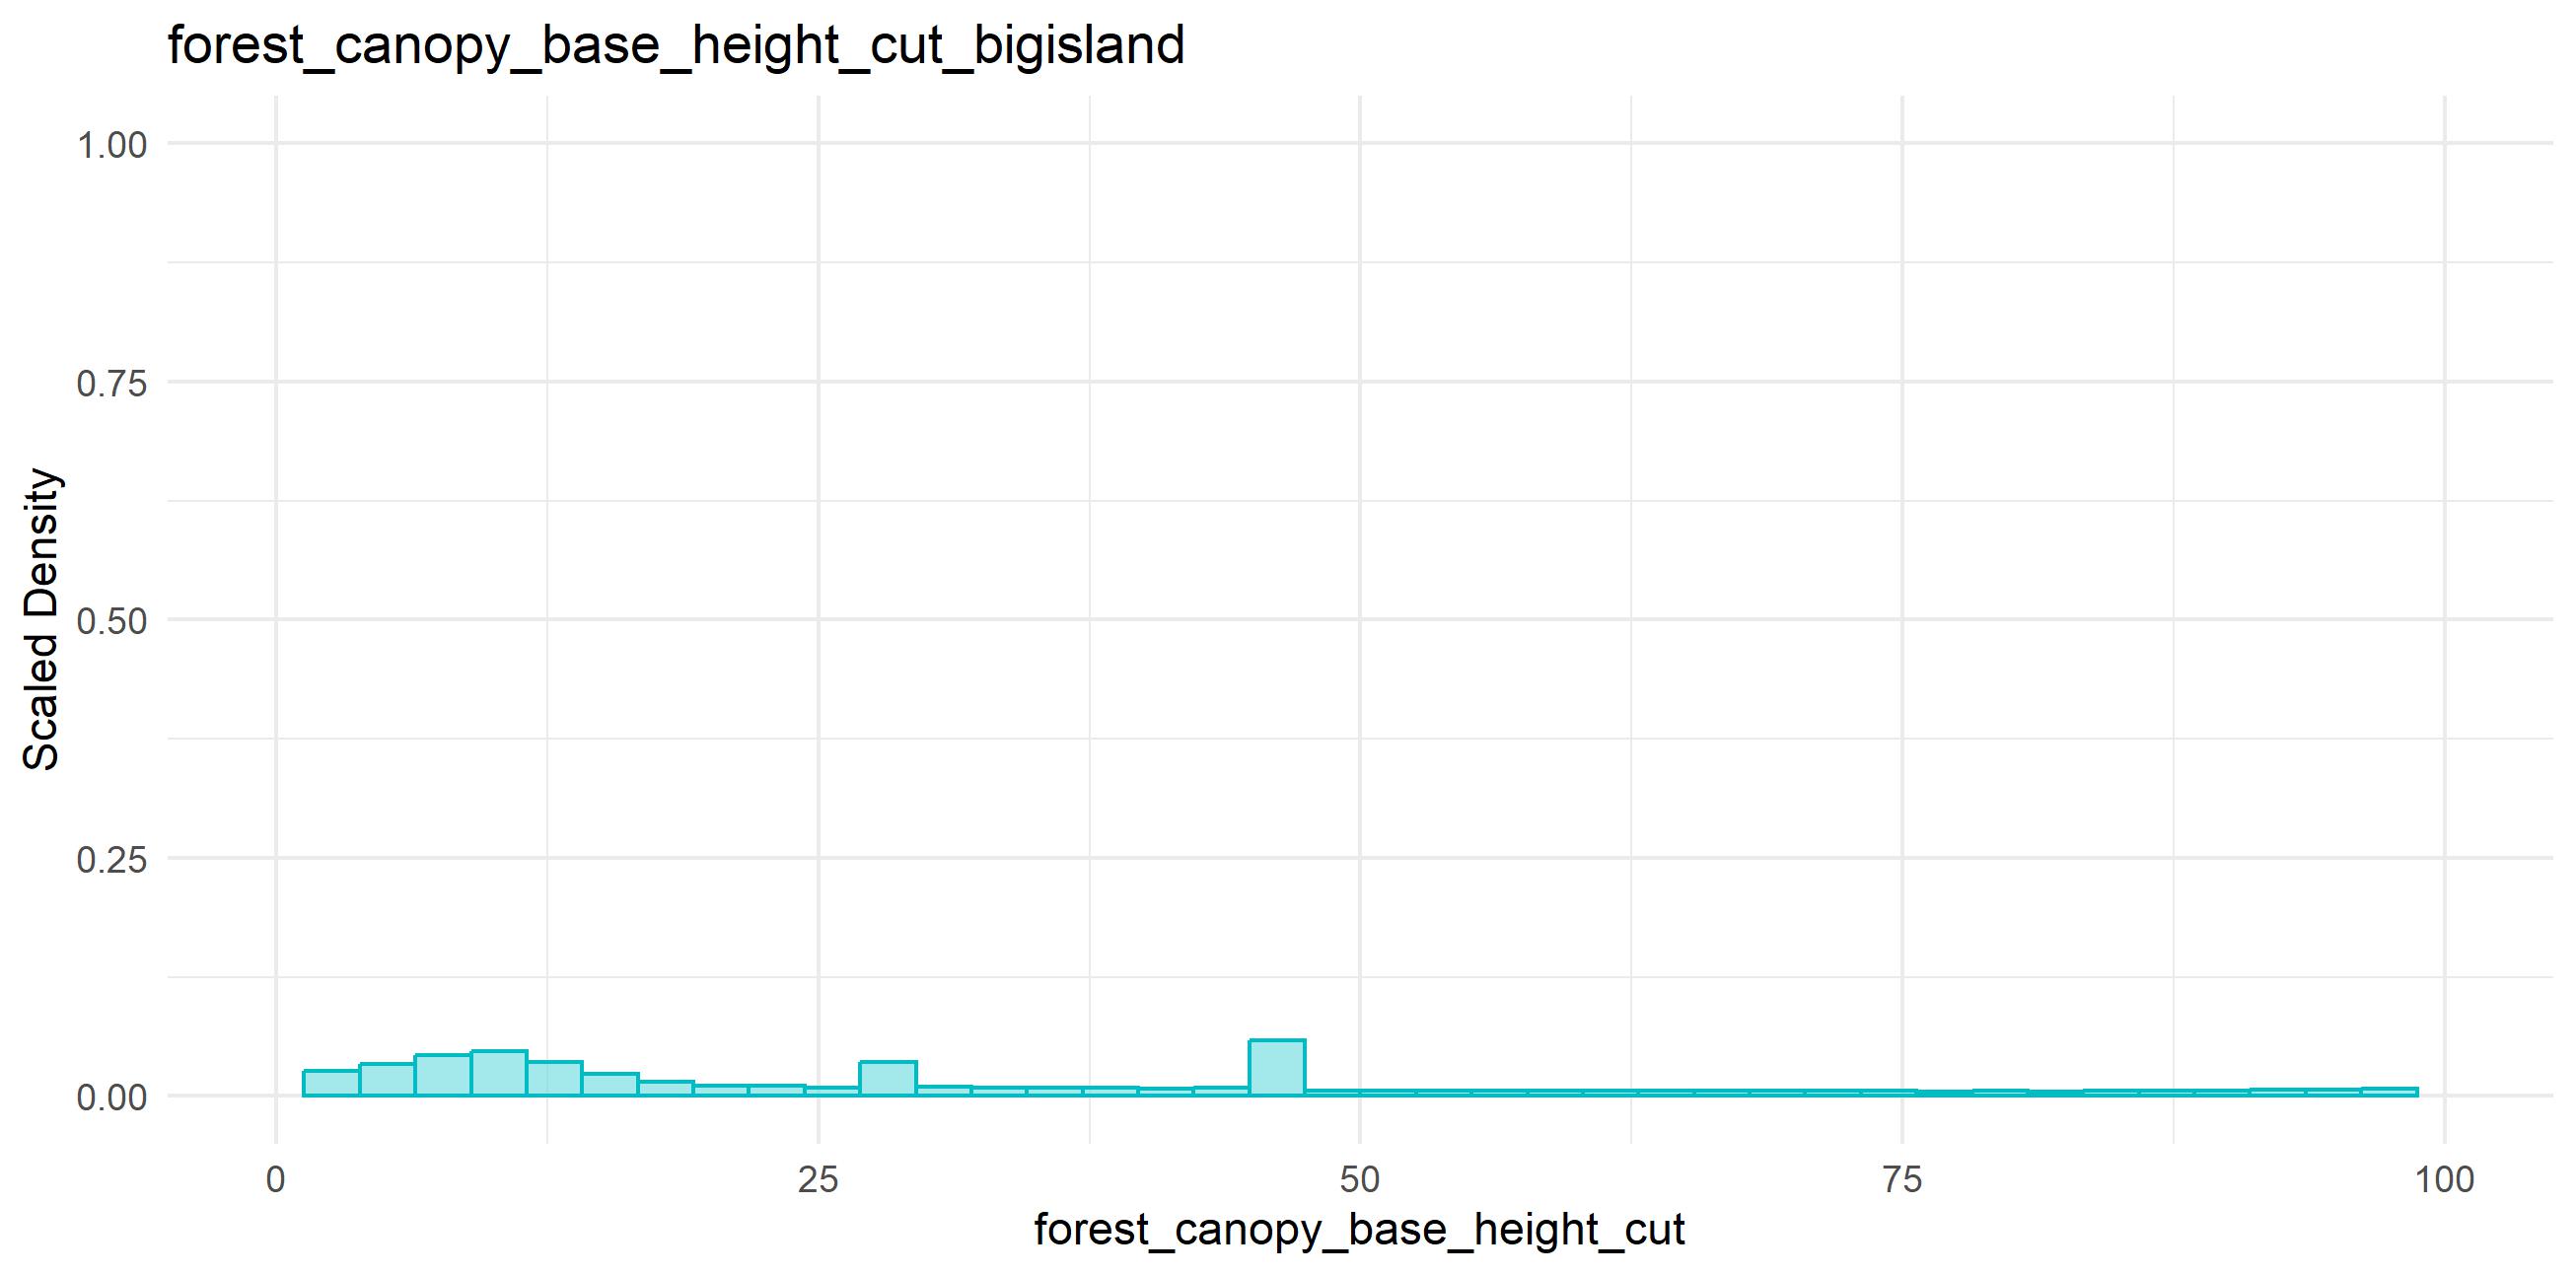 forest_canopy_base_height_cut_bigisland
1.00
0.75
0.50
0.25
0.00
Scaled Density
0 25 50 75 100
forest_canopy_base_height_cut